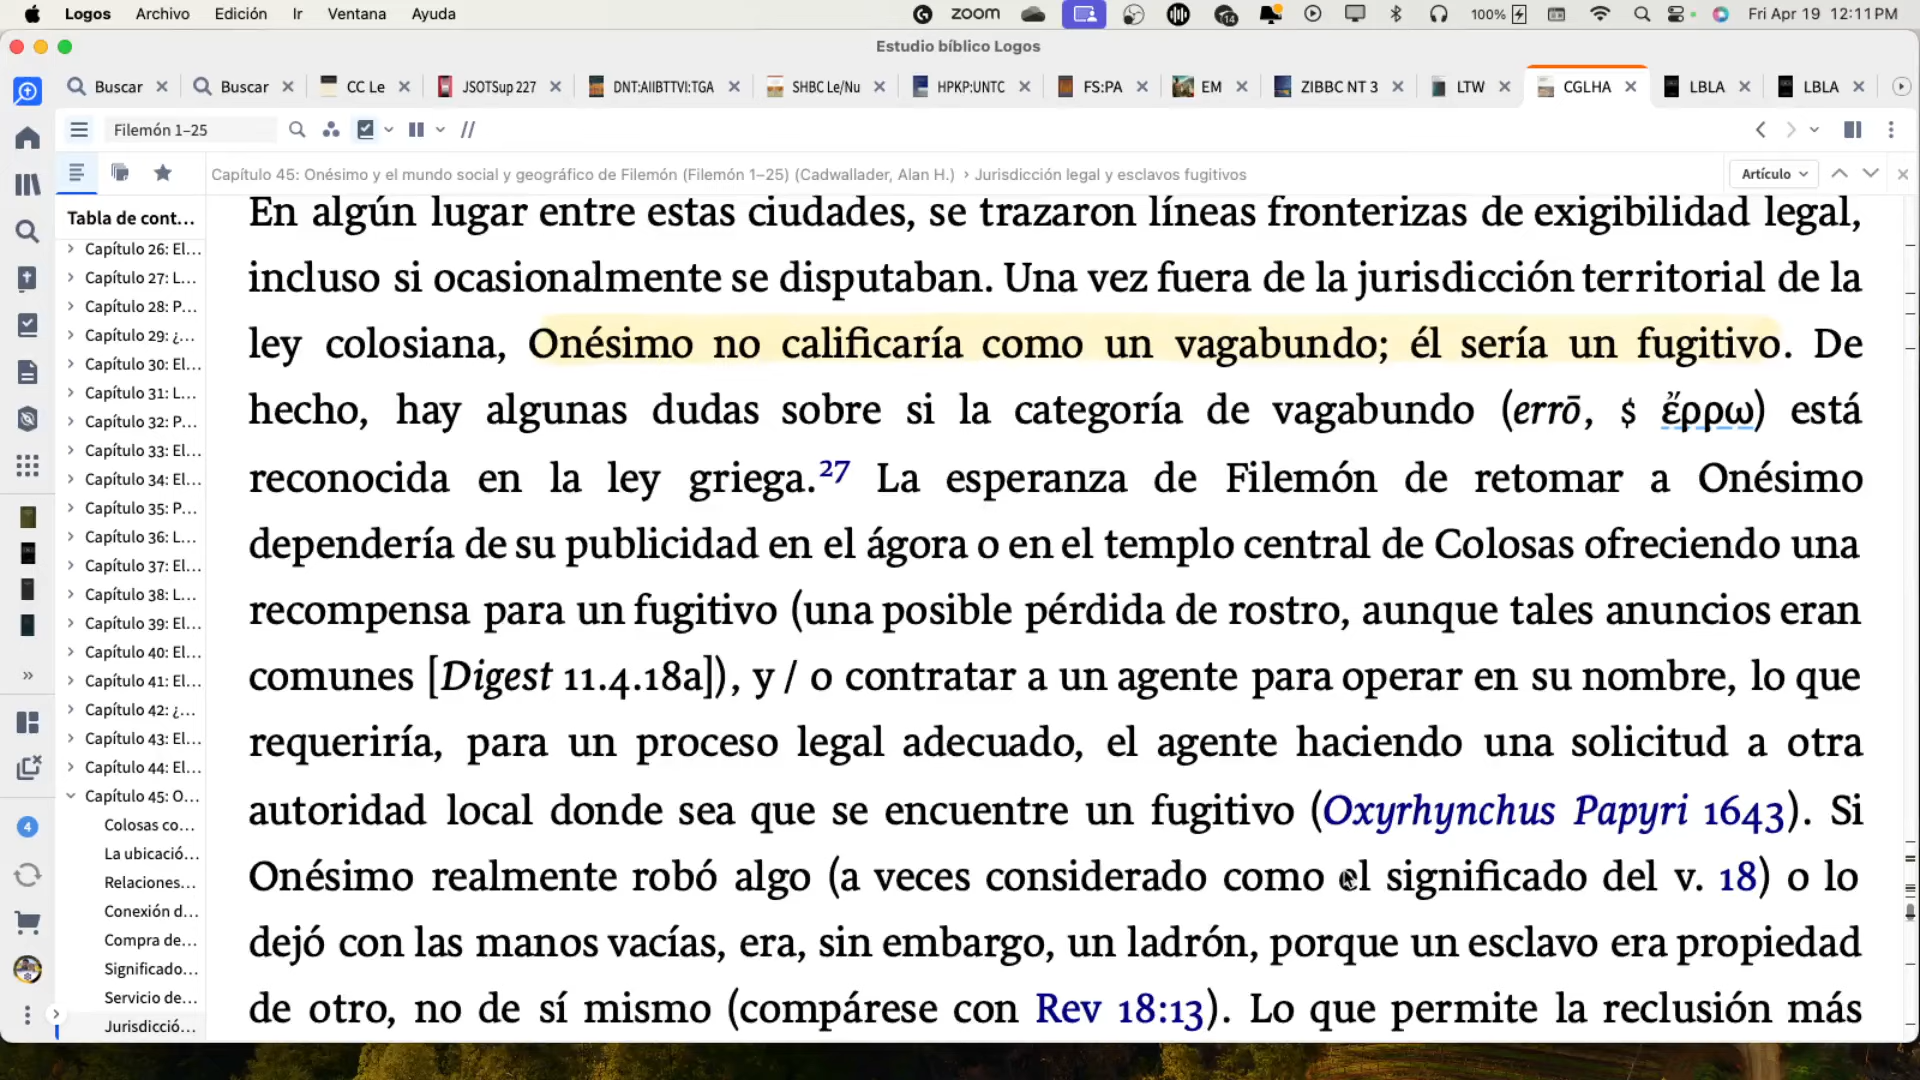 Logos Archivo Edición Ir Ventana Ayuda zoom 14 100% Fri Apr 19 12:11 PM
Estudio bíblico Logos
Buscar Buscar CC Le JSOTSup 227 DNT:AIIBTTVI:TGA SHBC Le/Nu HPKP:UNTC FS:PA EM ZIBBC NT 3 LTW CGLHA LBLA LBLA
Filemón 1–25
Capítulo 45: Onésimo y el mundo social y geográfico de Filemón (Filemón 1–25) (Cadwallader, Alan H.) › Jurisdicción legal y esclavos fugitivos Artículo
Tabla de cont...
Capítulo 26: El...
Capítulo 27: L...
Capítulo 28: P...
Capítulo 29: ¿...
Capítulo 30: El...
Capítulo 31: L...
Capítulo 32: P...
Capítulo 33: El...
Capítulo 34: El...
Capítulo 35: P...
Capítulo 36: L...
Capítulo 37: El...
Capítulo 38: L...
Capítulo 39: El...
Capítulo 40: El...
Capítulo 41: El...
Capítulo 42: ¿...
Capítulo 43: El...
Capítulo 44: El...
Capítulo 45: O...
Colosas co...
La ubicació...
Relaciones...
Conexión d...
Compra de...
Significado...
Servicio de...
Jurisdicció...
4
En algún lugar entre estas ciudades, se trazaron líneas fronterizas de exigibilidad legal,
incluso si ocasionalmente se disputaban. Una vez fuera de la jurisdicción territorial de la
ley colosiana, Onésimo no calificaría como un vagabundo; él sería un fugitivo. De
hecho, hay algunas dudas sobre si la categoría de vagabundo (errō, $ ἔρρω) está
reconocida en la ley griega.27 La esperanza de Filemón de retomar a Onésimo
dependería de su publicidad en el ágora o en el templo central de Colosas ofreciendo una
recompensa para un fugitivo (una posible pérdida de rostro, aunque tales anuncios eran
comunes [Digest 11.4.18a]), y / o contratar a un agente para operar en su nombre, lo que
requeriría, para un proceso legal adecuado, el agente haciendo una solicitud a otra
autoridad local donde sea que se encuentre un fugitivo (Oxyrhynchus Papyri 1643). Si
Onésimo realmente robó algo (a veces considerado como el significado del v. 18) o lo
dejó con las manos vacías, era, sin embargo, un ladrón, porque un esclavo era propiedad
de otro, no de sí mismo (compárese con Rev 18:13). Lo que permite la reclusión más